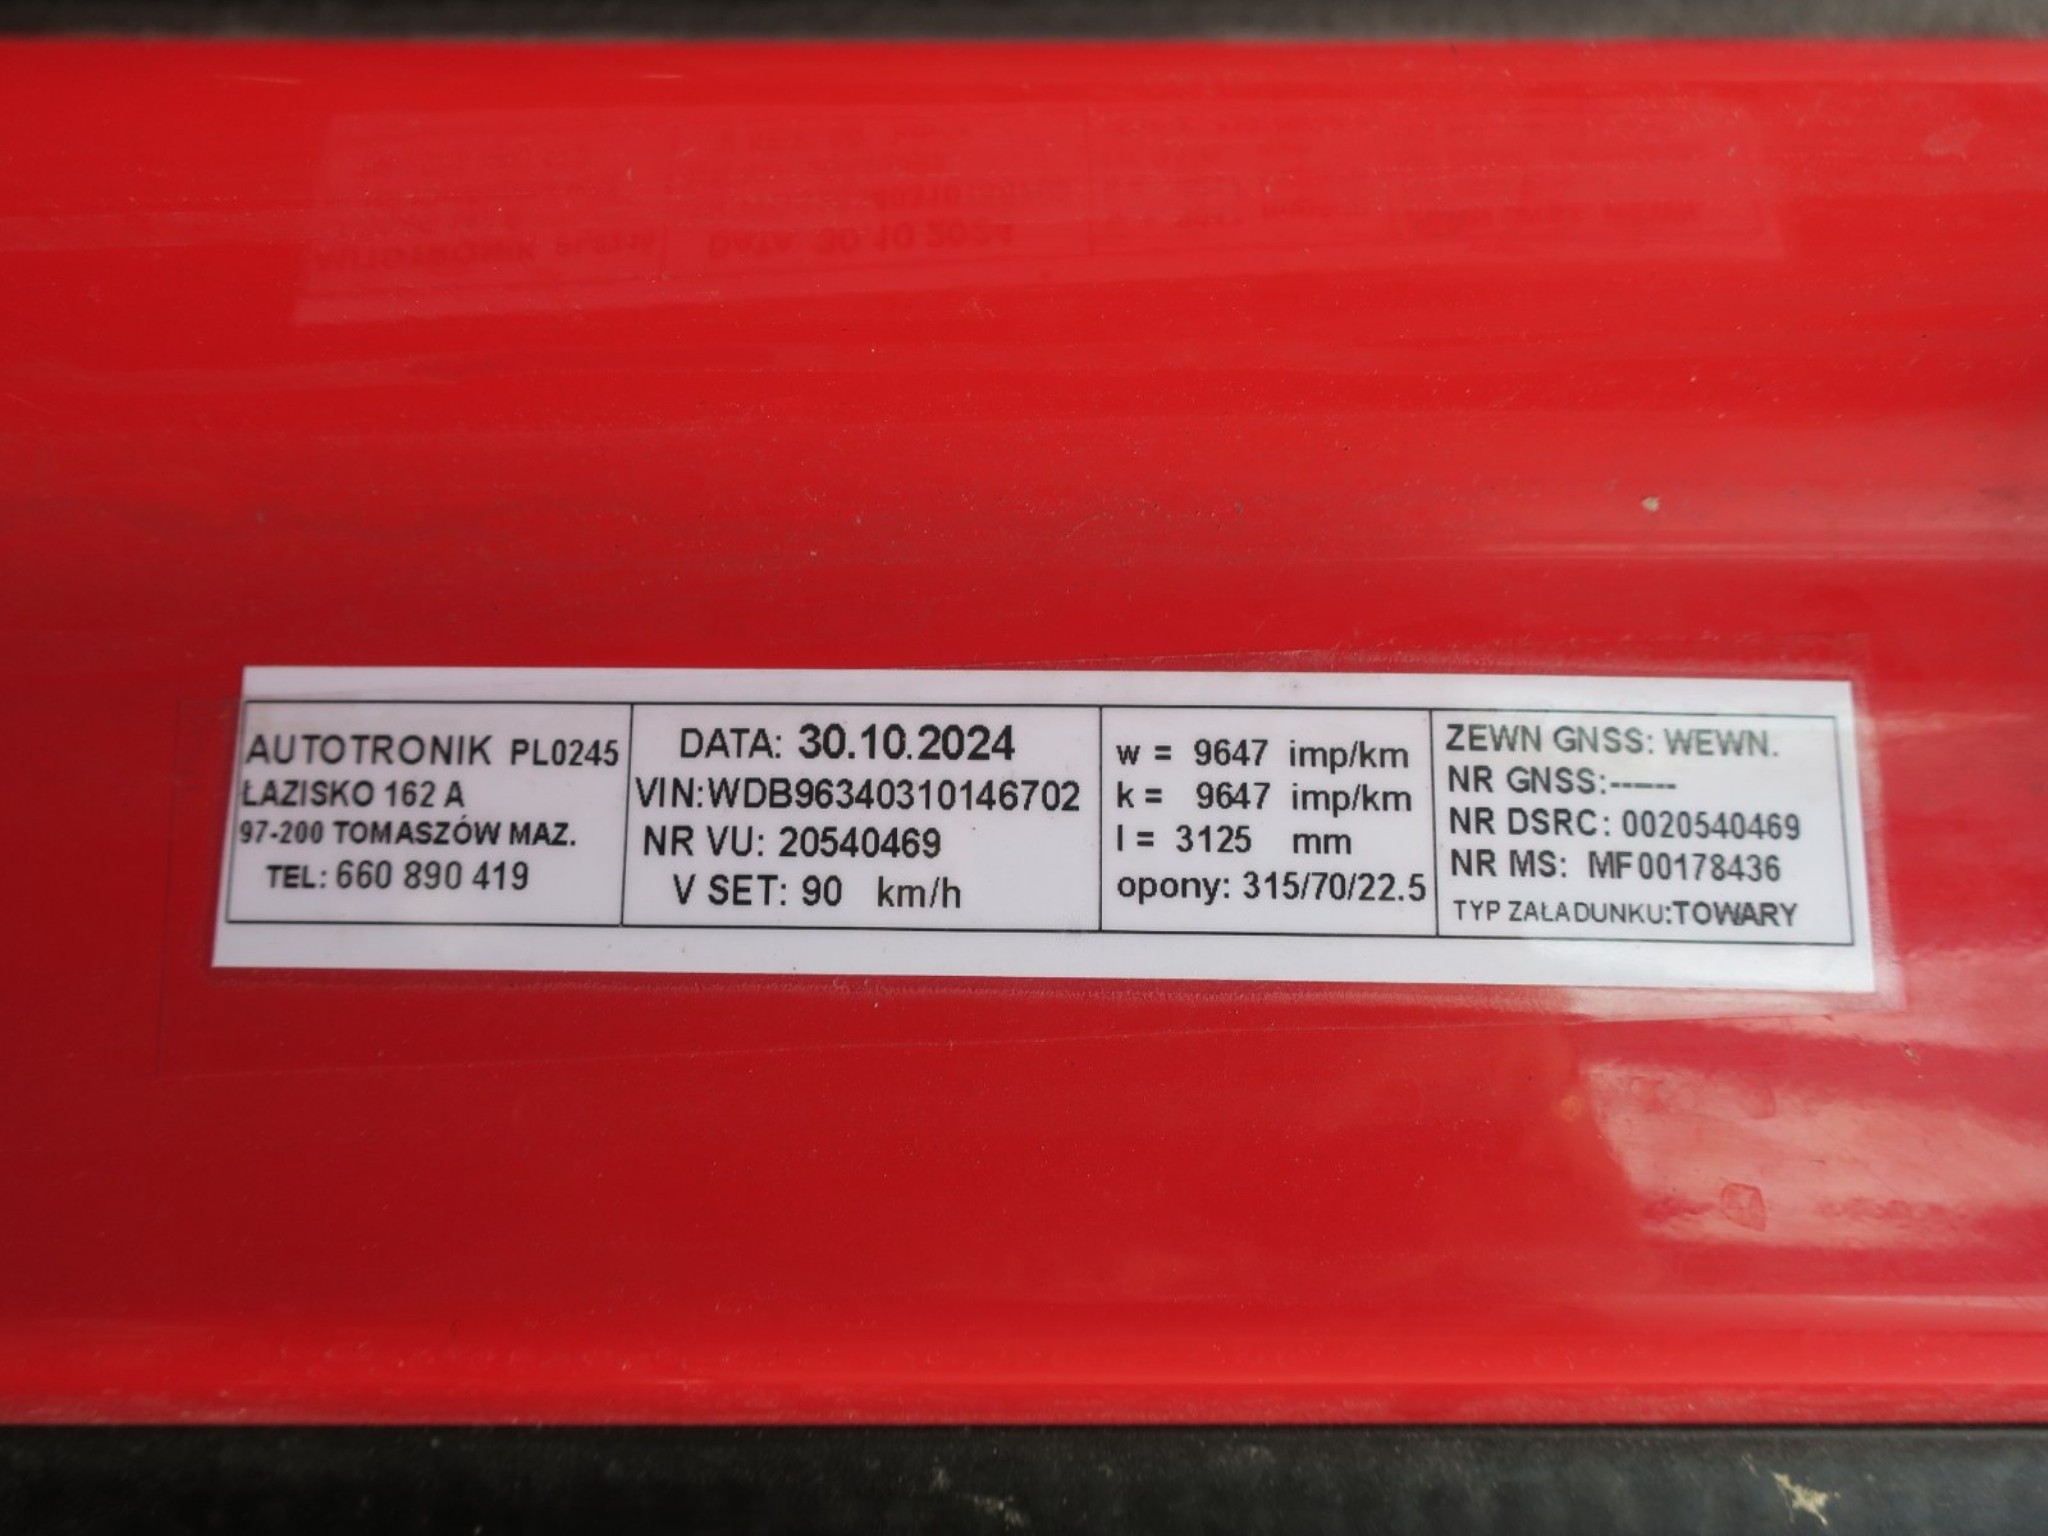 AUTOTRONIK PL0245
ŁAZISKO 162 A
97-200 TOMASZÓW MAZ.
TEL: 660 890 419
DATA: 30.10.2024
VIN:WDB96340310146702
NR VU: 20540469
V SET: 90 km/h
w = 9647 imp/km
k = 9647 imp/km
l = 3125 mm
opony: 315/70/22.5
ZEWN GNSS: WEWN.
NR GNSS:------
NR DSRC: 0020540469
NR MS: MF00178436
TYP ZAŁADUNKU:TOWARY